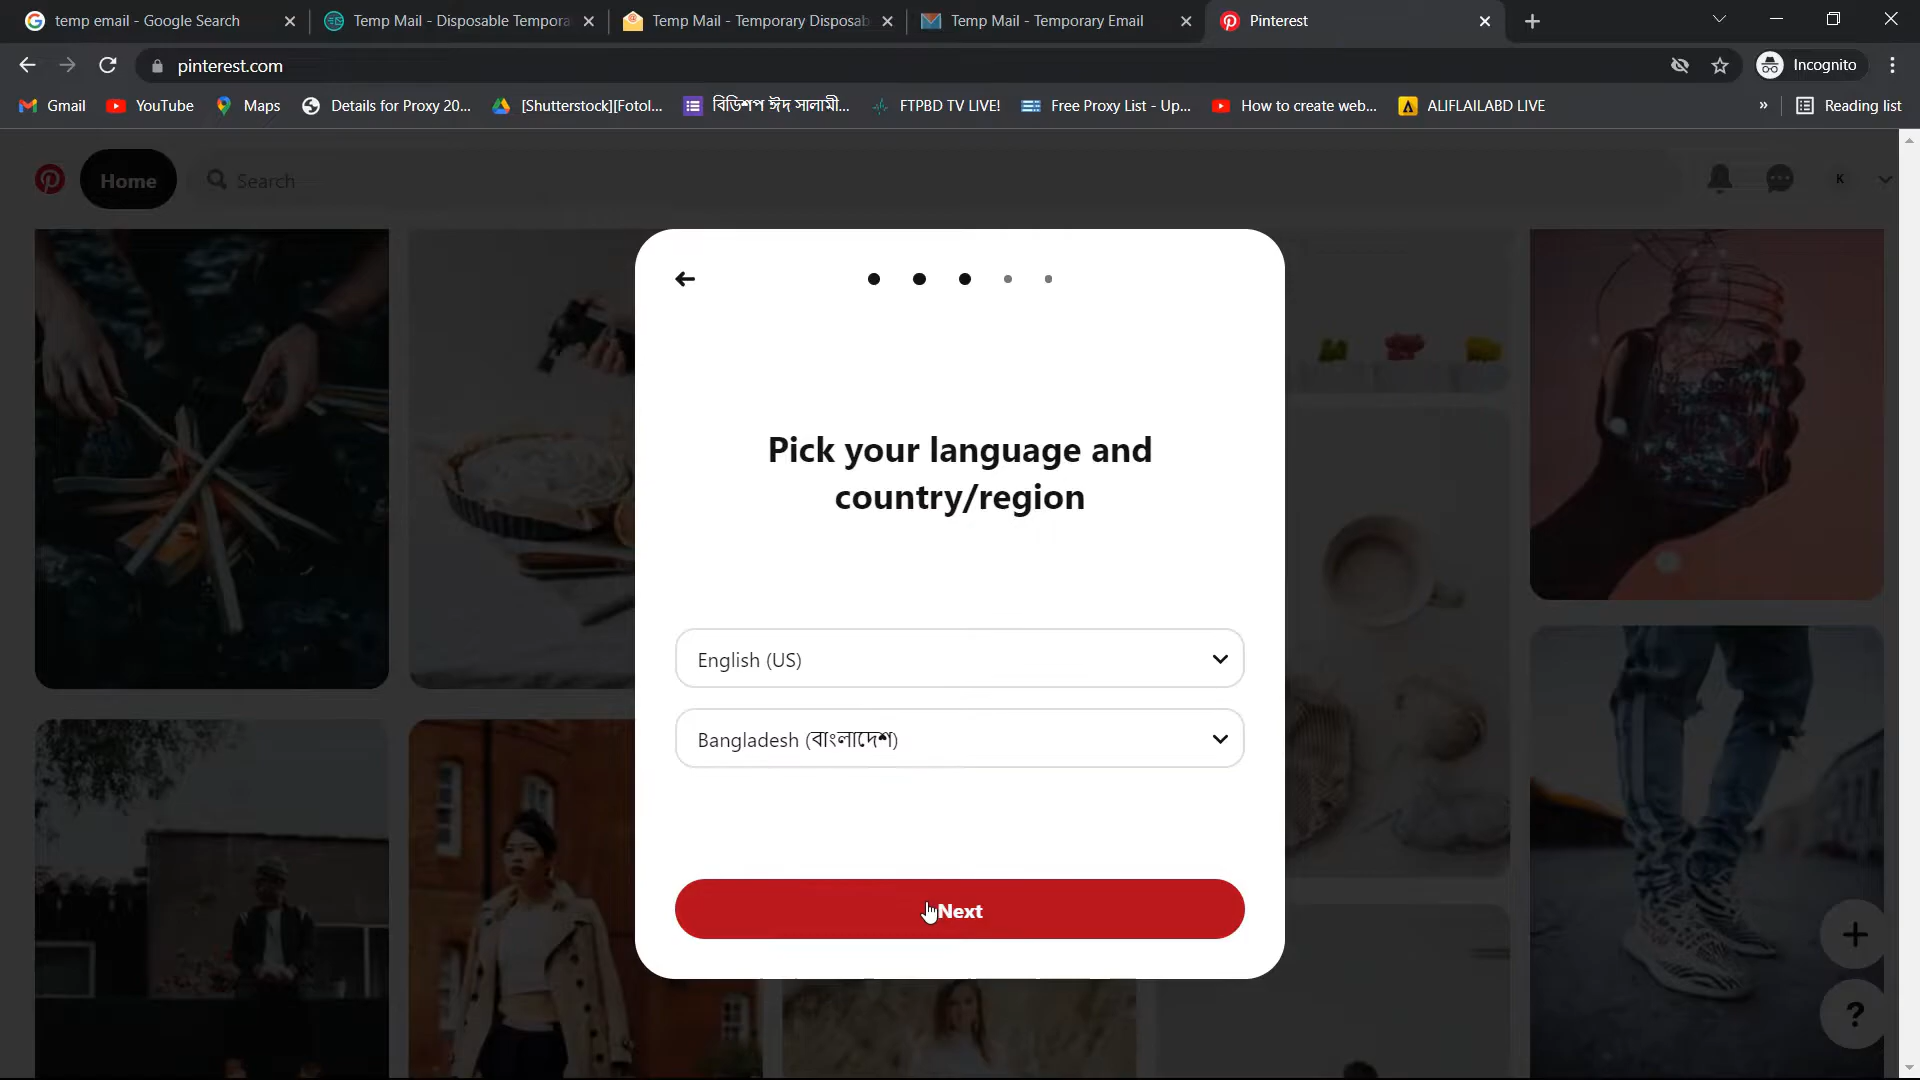 temp email - Google Search
Temp Mail - Disposable Tempora
Temp Mail - Temporary Disposab
Temp Mail - Temporary Email
Pinterest
pinterest.com
Incognito
Gmail
YouTube
Maps
Details for Proxy 20...
[Shutterstock][Fotol...
বিডিশপ ঈদ সালামী...
FTPBD TV LIVE!
Free Proxy List - Up...
How to create web...
ALIFLAILABD LIVE
»
Reading list
Home
Search
K
Pick your language and
country/region
English (US)
Bangladesh (বাংলাদেশ)
Next
+
?